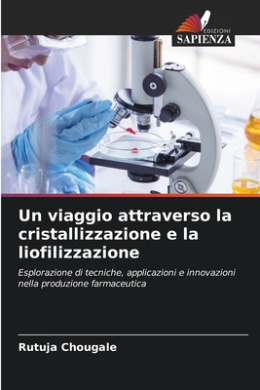 EDIZIONI
SAPIENZA
Un viaggio attraverso la
cristallizzazione e la
liofilizzazione
Esplorazione di tecniche, applicazioni e innovazioni
nella produzione farmaceutica
Rutuja Chougale